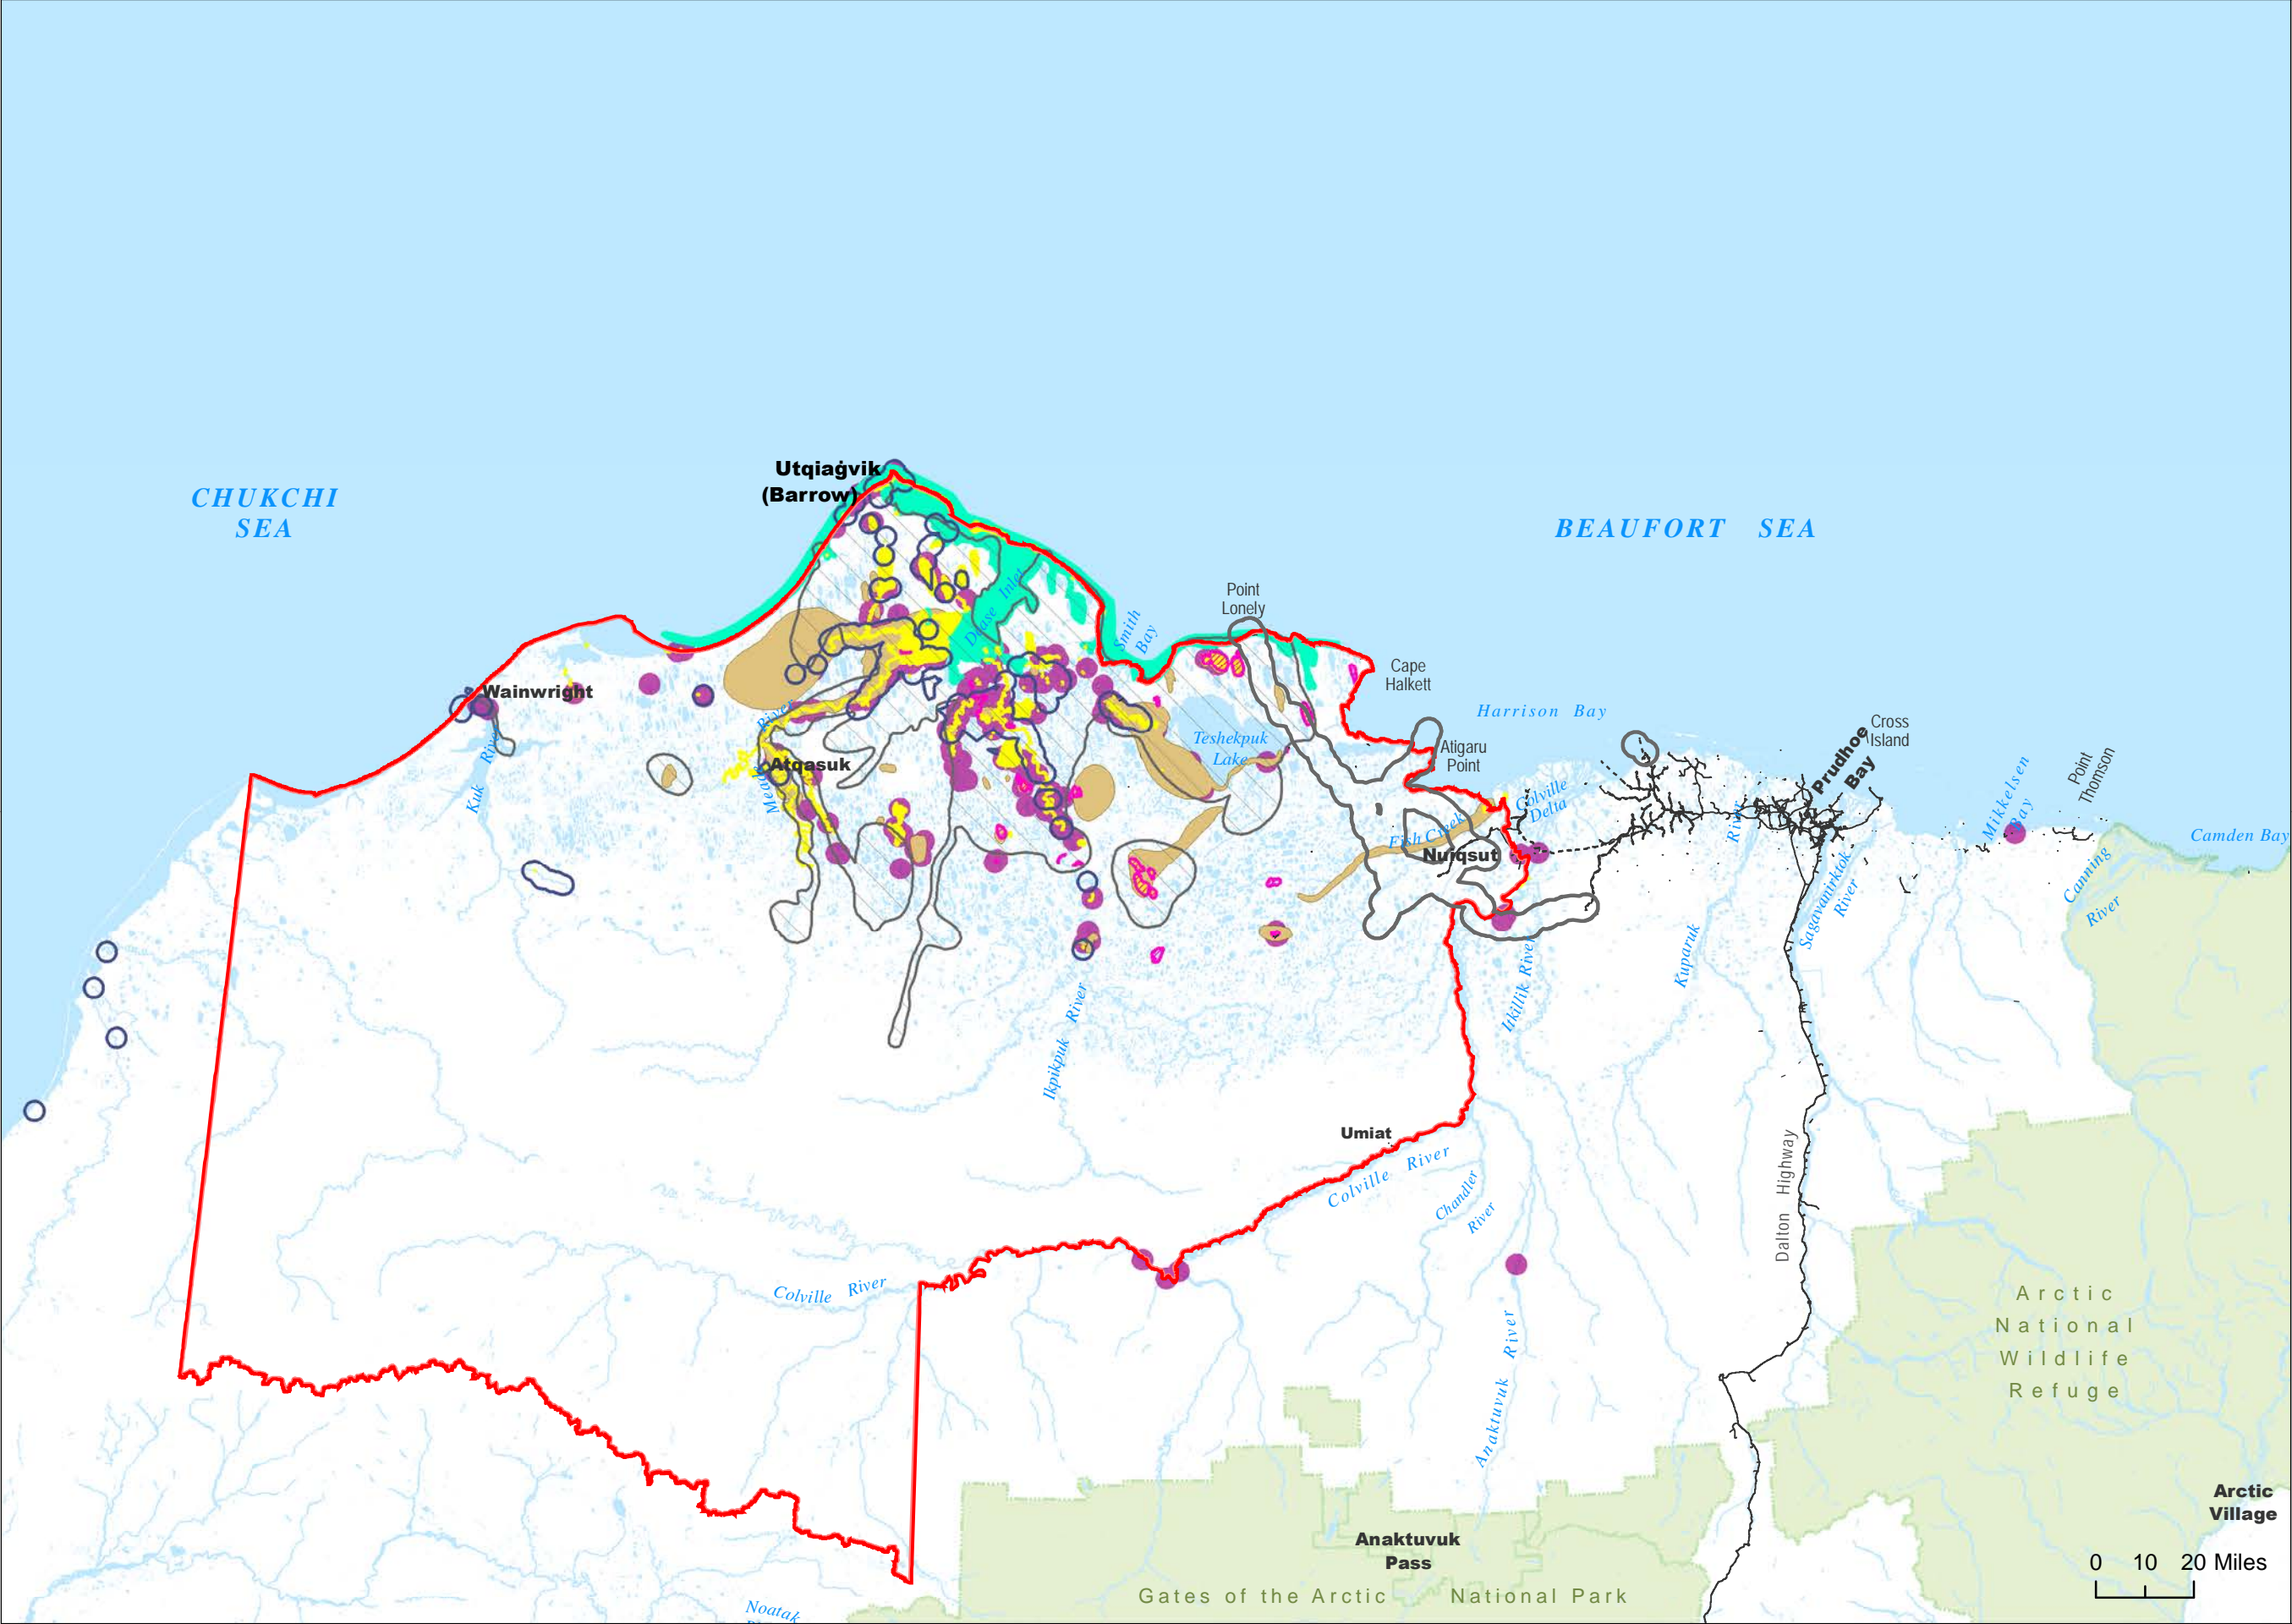 Utqiaġvik
(Barrow)
CHUKCHI
SEA
BEAUFORT SEA
Dease Inlet
Point
Lonely
Smith
Bay
Cape
Halkett
Wainwright
Kuk
River
Meade
River
Atqasuk
Teshekpuk
Lake
Harrison Bay
Atigaru
Point
Cross
Island
Prudhoe
Bay
Colville
Delta
Fish Creek
Nuiqsut
River
Mikkelsen
Bay
Point
Thomson
Camden Bay
Canning
River
Sagavanirktok
River
Kuparuk
Itkillik River
Ikpikpuk River
Umiat
Colville River
Chandler
River
Dalton Highway
Colville River
Anaktuvuk River
Arctic
National
Wildlife
Refuge
Arctic
Village
Anaktuvuk
Pass
Gates of the Arctic National Park
Noatak
0 10 20 Miles